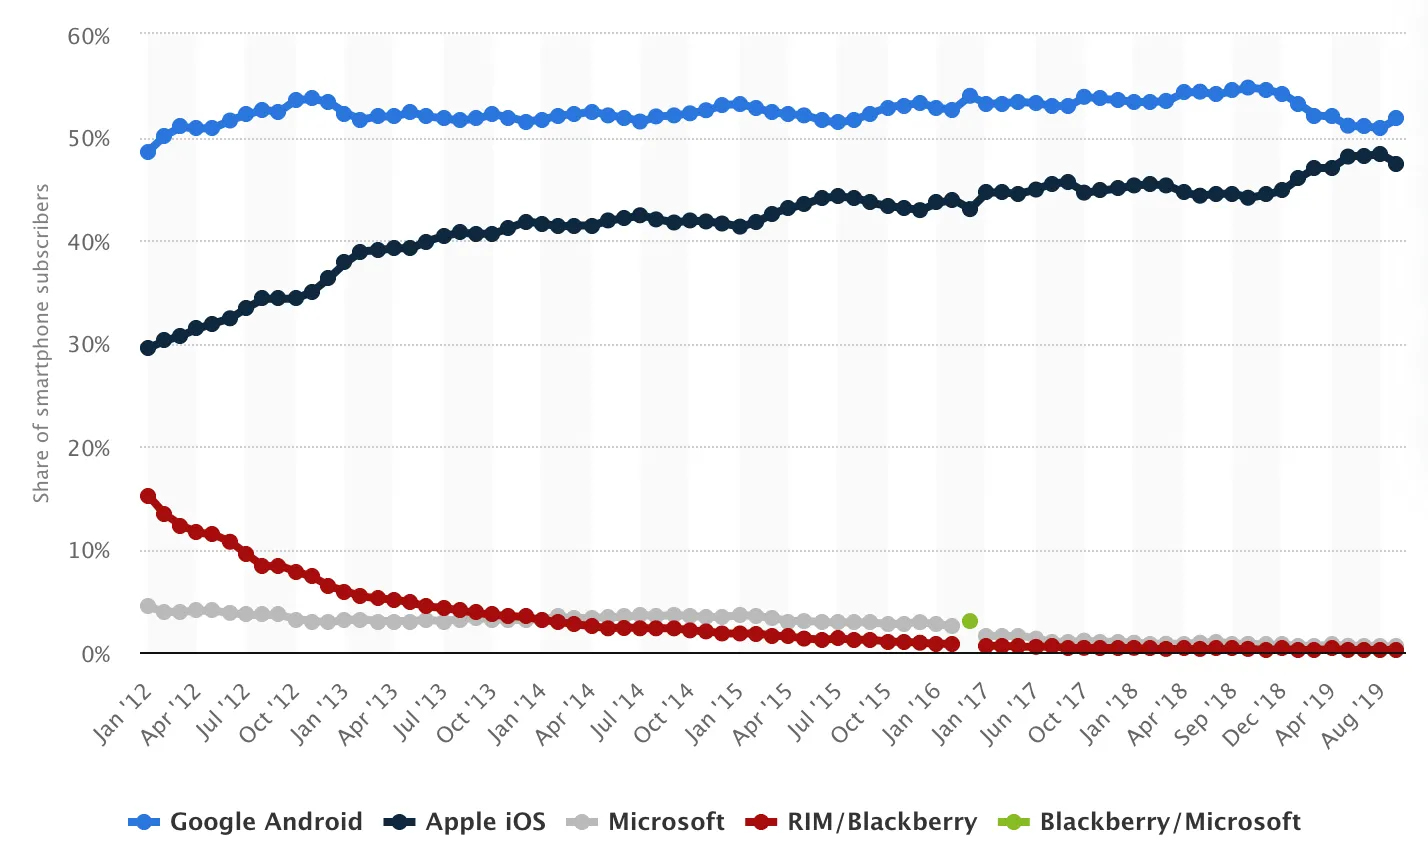 60%
50%
40%
30%
20%
10%
0%
Share of smartphone subscribers
Jan '12
Apr '12
Jul '12
Oct '12
Jan '13
Apr '13
Jul '13
Oct '13
Jan '14
Apr '14
Jul '14
Oct '14
Jan '15
Apr '15
Jul '15
Oct '15
Jan '16
Jan '17
Jun '17
Oct '17
Jan '18
Apr '18
Sep '18
Dec '18
Apr '19
Aug '19
Google Android Apple iOS Microsoft RIM/Blackberry Blackberry/Microsoft